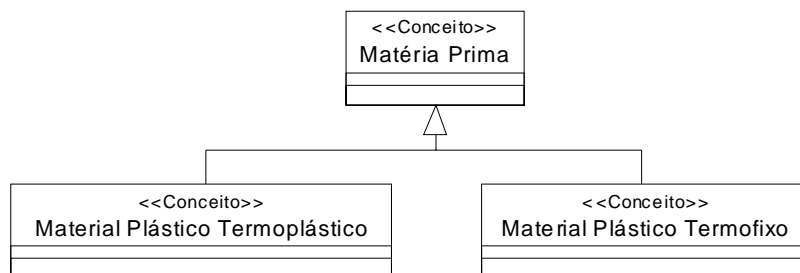 <<Conceito>>
Matéria Prima
<<Conceito>>
Material Plástico Termoplástico
<<Conceito>>
Material Plástico Termofixo